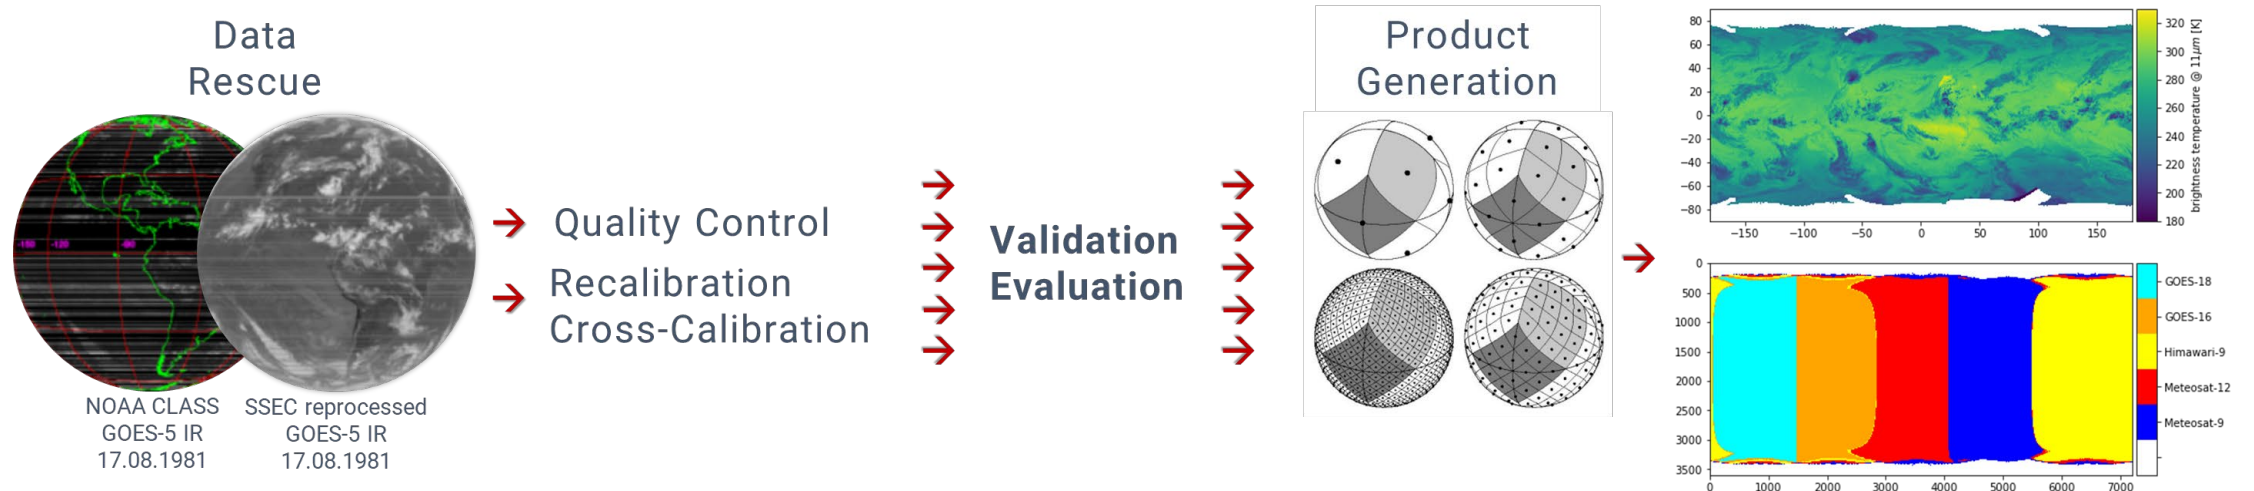 Data
Rescue
-150 -120 -90
NOAA CLASS
GOES-5 IR
17.08.1981
SSEC reprocessed
GOES-5 IR
17.08.1981
Quality Control
Recalibration
Cross-Calibration
Validation
Evaluation
Product
Generation
80
60
40
20
0
−20
−40
−60
−80
−150 −100 −50 0 50 100 150
320
300
280
260
240
220
200
180
brightness temperature @ 11μm [K]
0
500
1000
1500
2000
2500
3000
3500
0 1000 2000 3000 4000 5000 6000 7000
GOES-18
GOES-16
Himawari-9
Meteosat-12
Meteosat-9